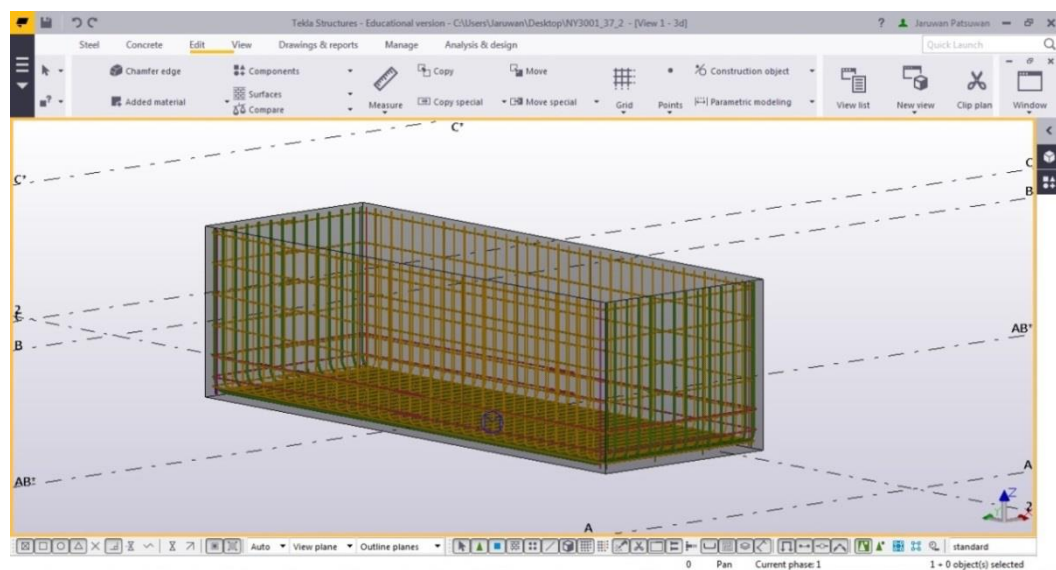 Tekla Structures - Educational version - C:\Users\Jaruwan\Desktop\NY3001_37_2 - [View 1 - 3d]
? Jaruwan Patsuwan
Steel Concrete Edit View Drawings & reports Manage Analysis & design
Quick Launch
Chamfer edge
Components
Copy
Move
Construction object
Added material
Surfaces
Compare
Measure
Copy special
Move special
Grid
Points
Parametric modeling
View list
New view
Clip plan
Window
C'
C'
C
B
2
B
AB'
AB'
A
A
Z
2
Auto View plane Outline planes standard
0 Pan Current phase: 1 1 + 0 object(s) selected